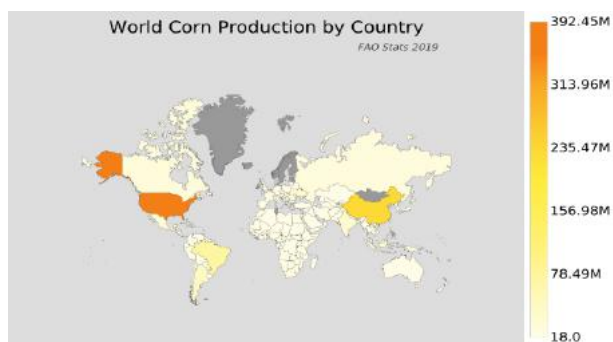 World Corn Production by Country
FAO Stats 2019
392.45M
313.96M
235.47M
156.98M
78.49M
18.0